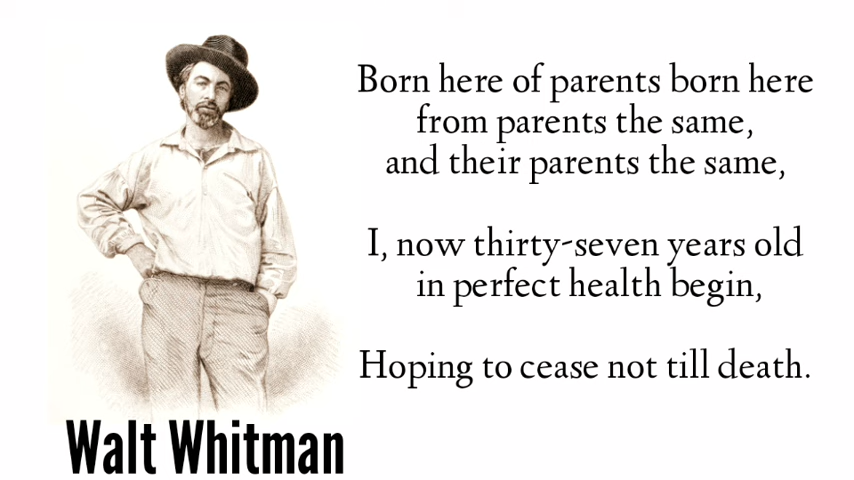 Born here of parents born here
from parents the same,
and their parents the same,
I, now thirty-seven years old
in perfect health begin,
Hoping to cease not till death.
Walt Whitman